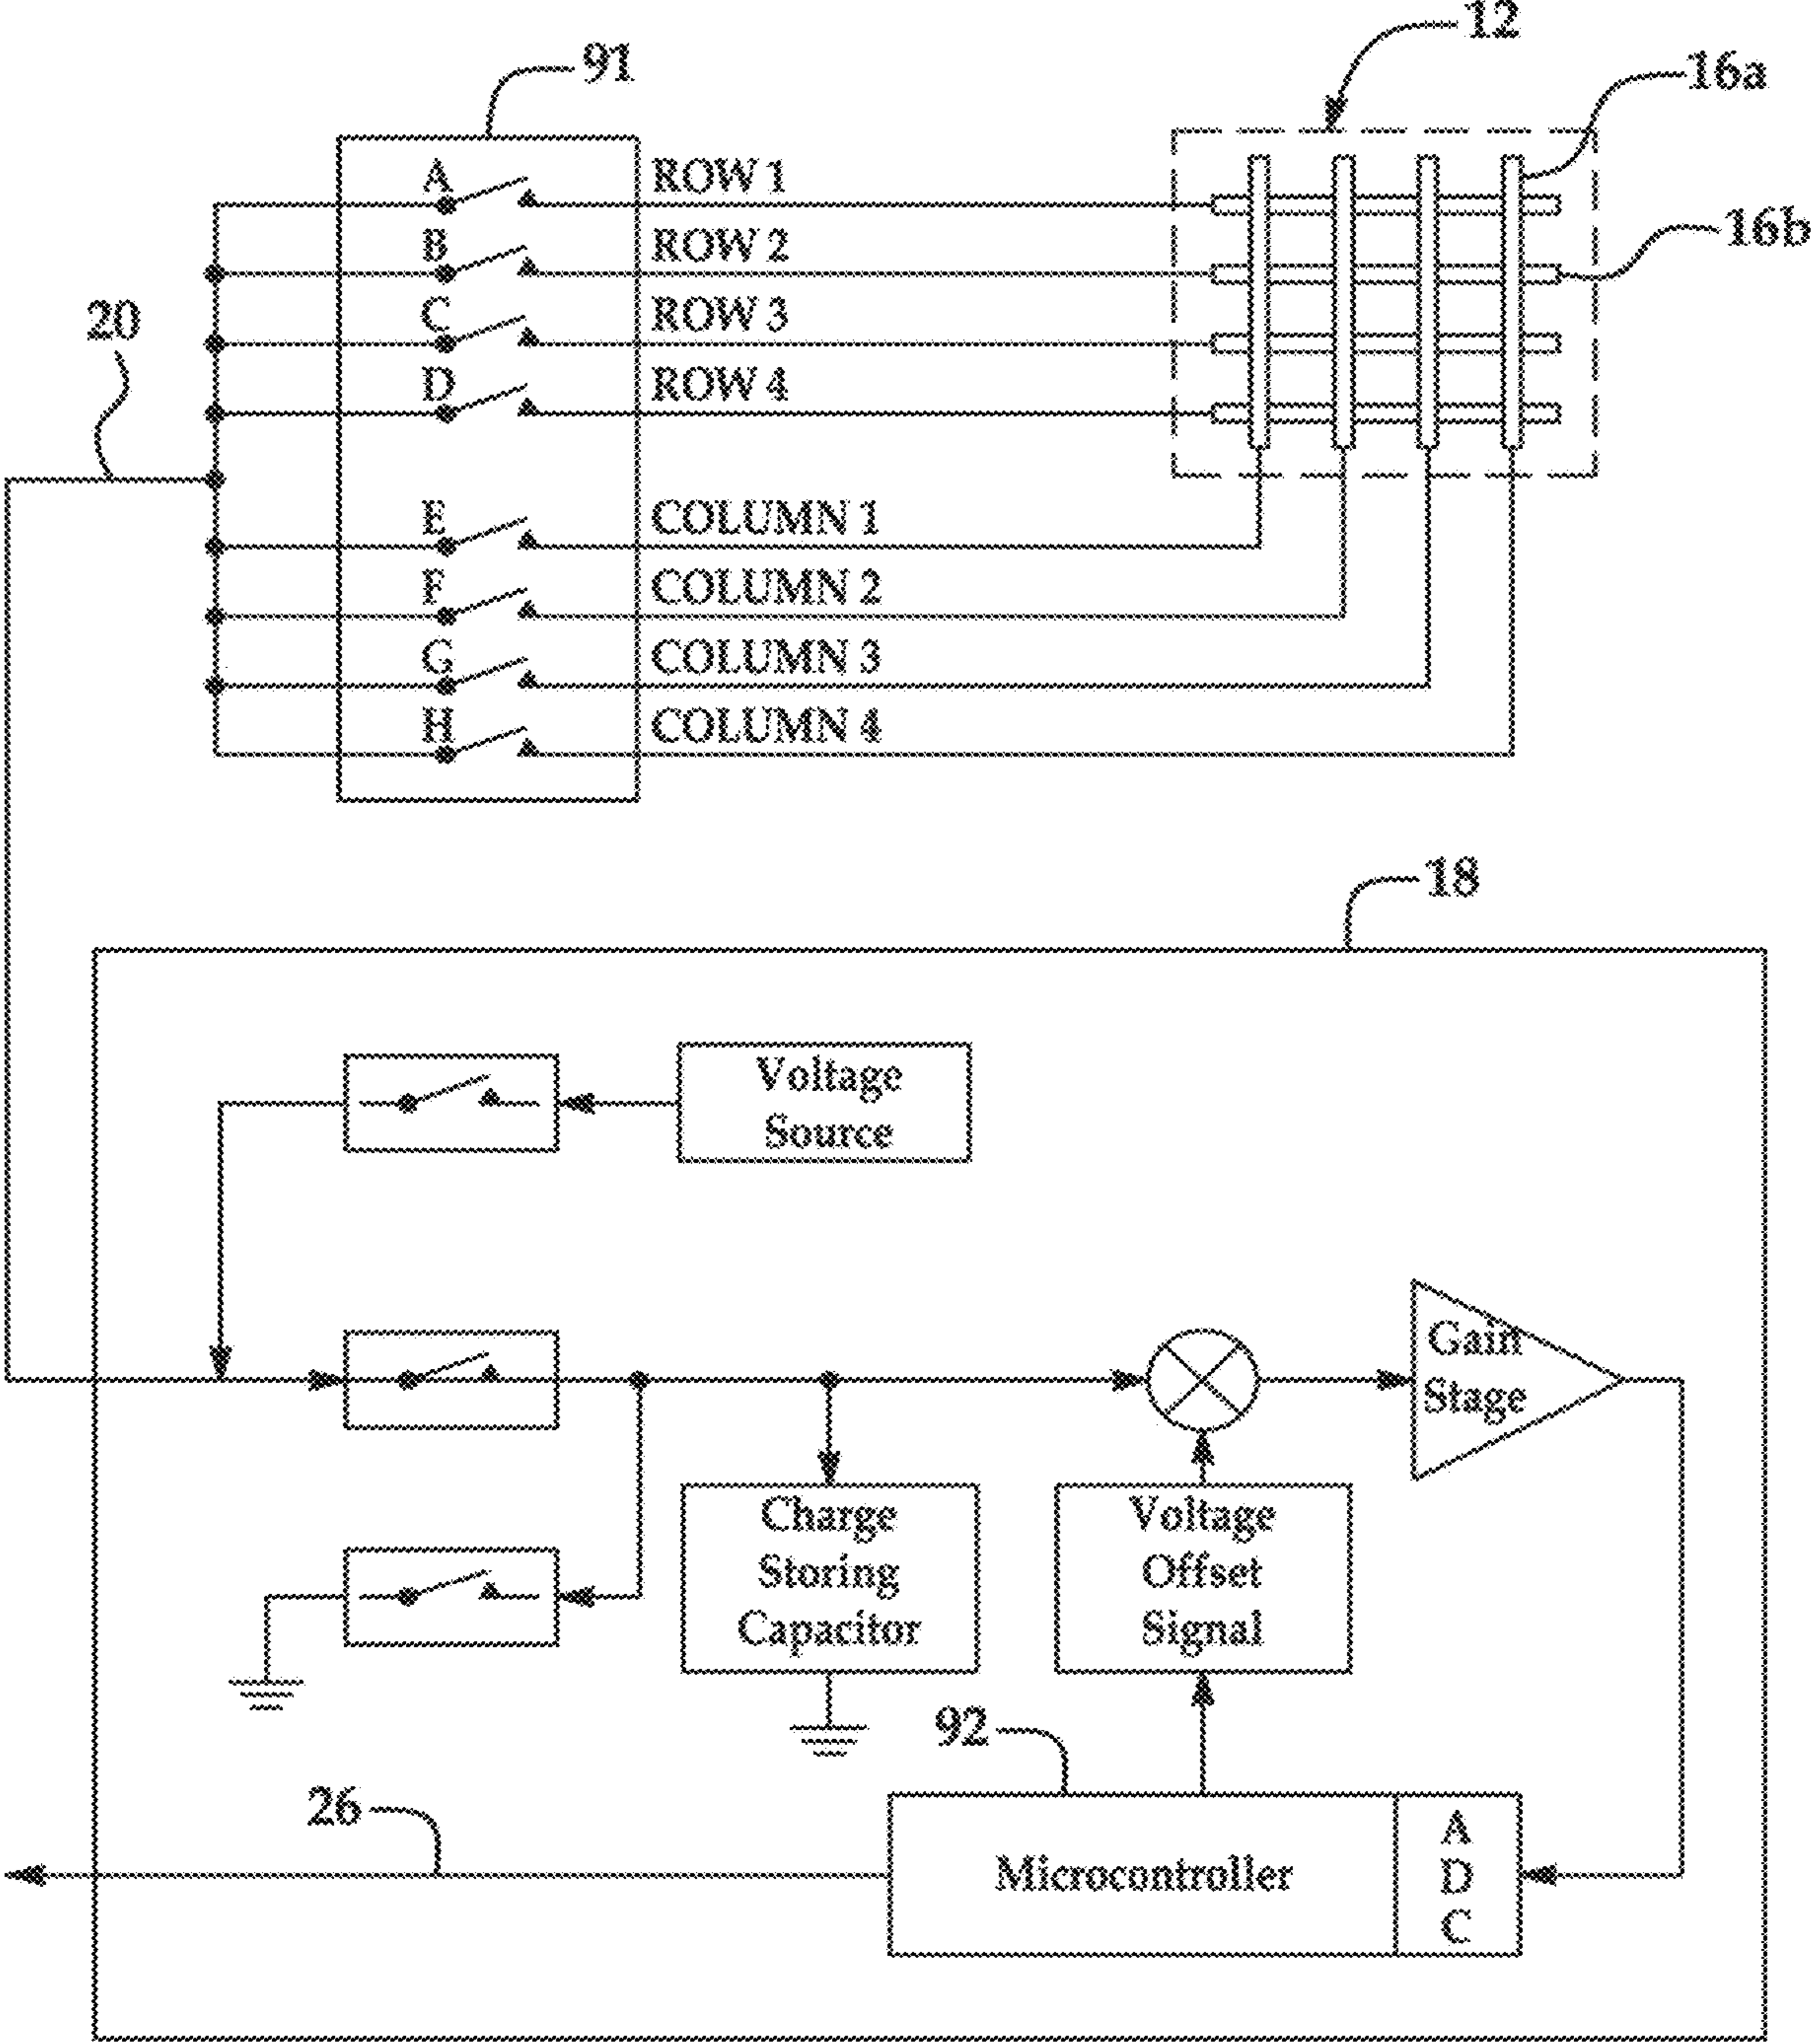 12
91
16a
A
ROW 1
16b
B
ROW 2
20
C
ROW 3
D
ROW 4
E
COLUMN 1
F
COLUMN 2
G
COLUMN 3
H
COLUMN 4
18
Voltage
Source
Gain
Stage
Charge
Storing
Capacitor
Voltage
Offset
Signal
92
26
Microcontroller
A
D
C